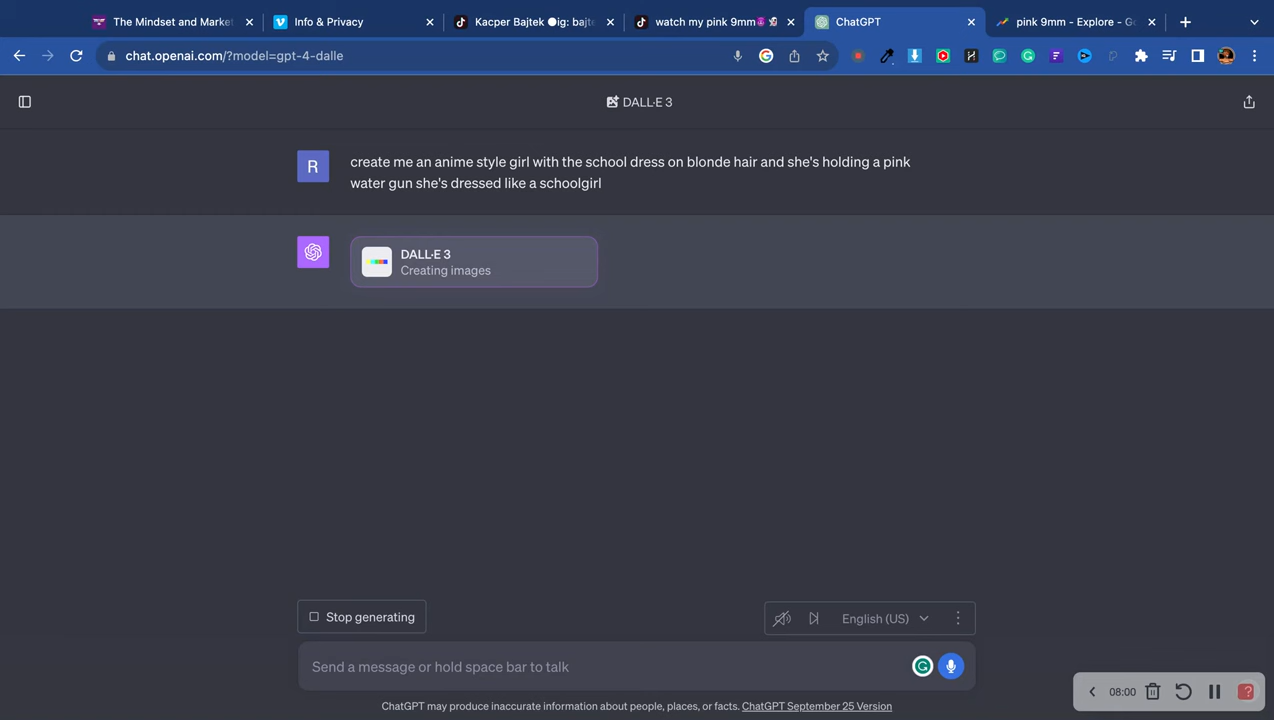 The Mindset and Market
Info & Privacy
Kacper Bajtek ig: bajt
watch my pink 9mm
ChatGPT
pink 9mm - Explore - Go
chat.openai.com/?model=gpt-4-dalle
DALL·E 3
R
create me an anime style girl with the school dress on blonde hair and she's holding a pink
water gun she's dressed like a schoolgirl
DALL·E 3
Creating images
Stop generating
English (US)
Send a message or hold space bar to talk
08:00
ChatGPT may produce inaccurate information about people, places, or facts. ChatGPT September 25 Version